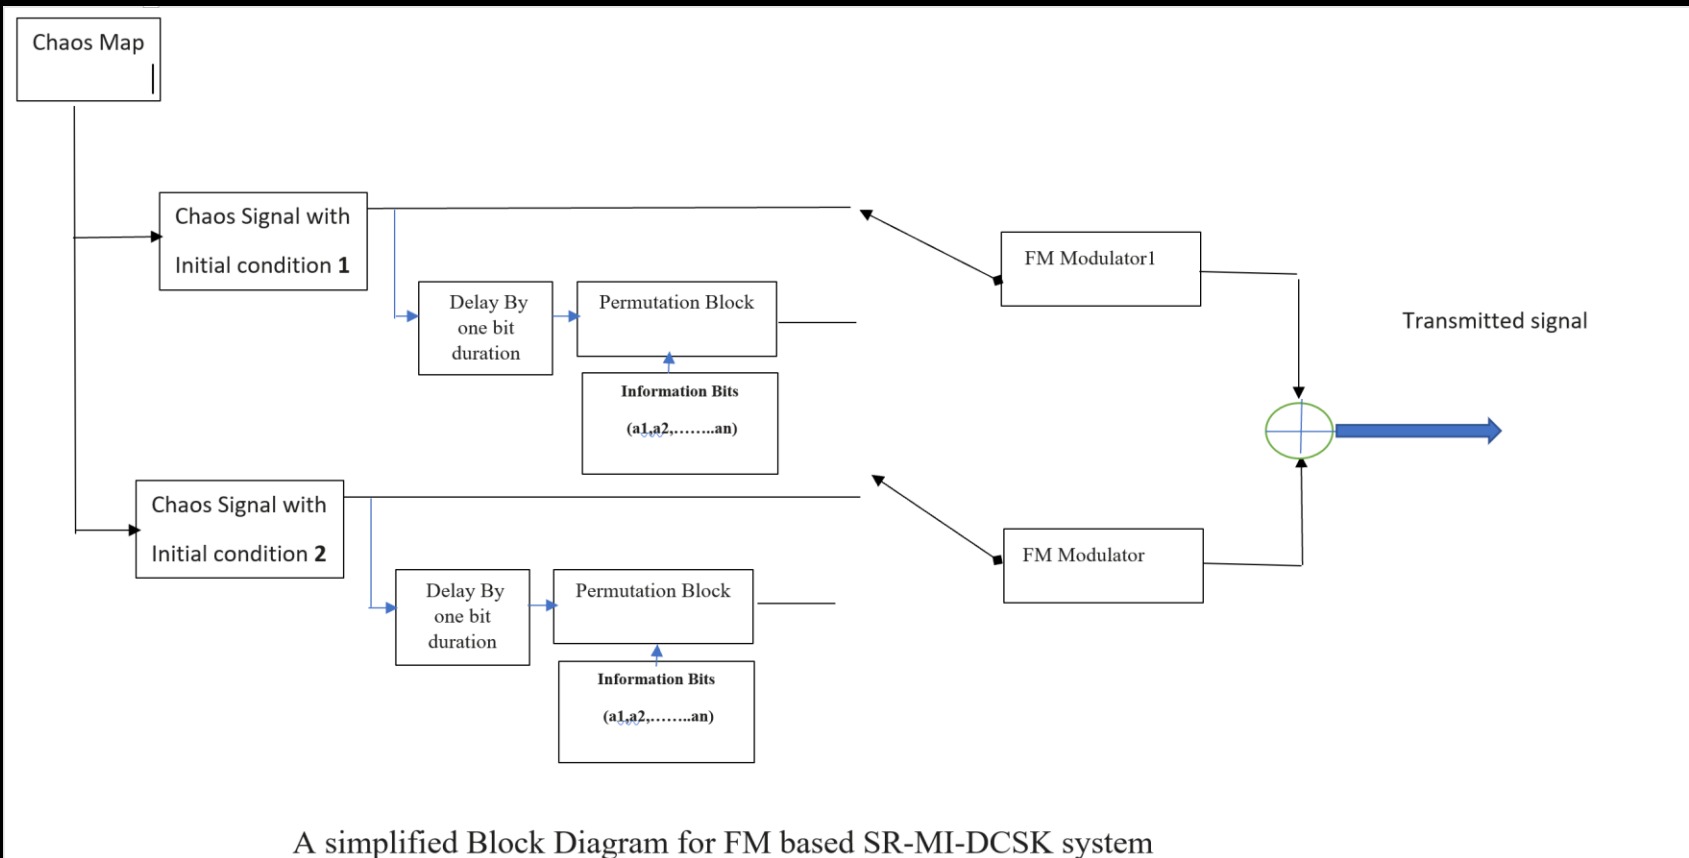 Chaos Map
Chaos Signal with
Initial condition 1
Delay By
one bit
duration
Permutation Block
Information Bits
(a1,a2,……..an)
FM Modulator1
Transmitted signal
Chaos Signal with
Initial condition 2
Delay By
one bit
duration
Permutation Block
Information Bits
(a1,a2,……..an)
FM Modulator
A simplified Block Diagram for FM based SR-MI-DCSK system